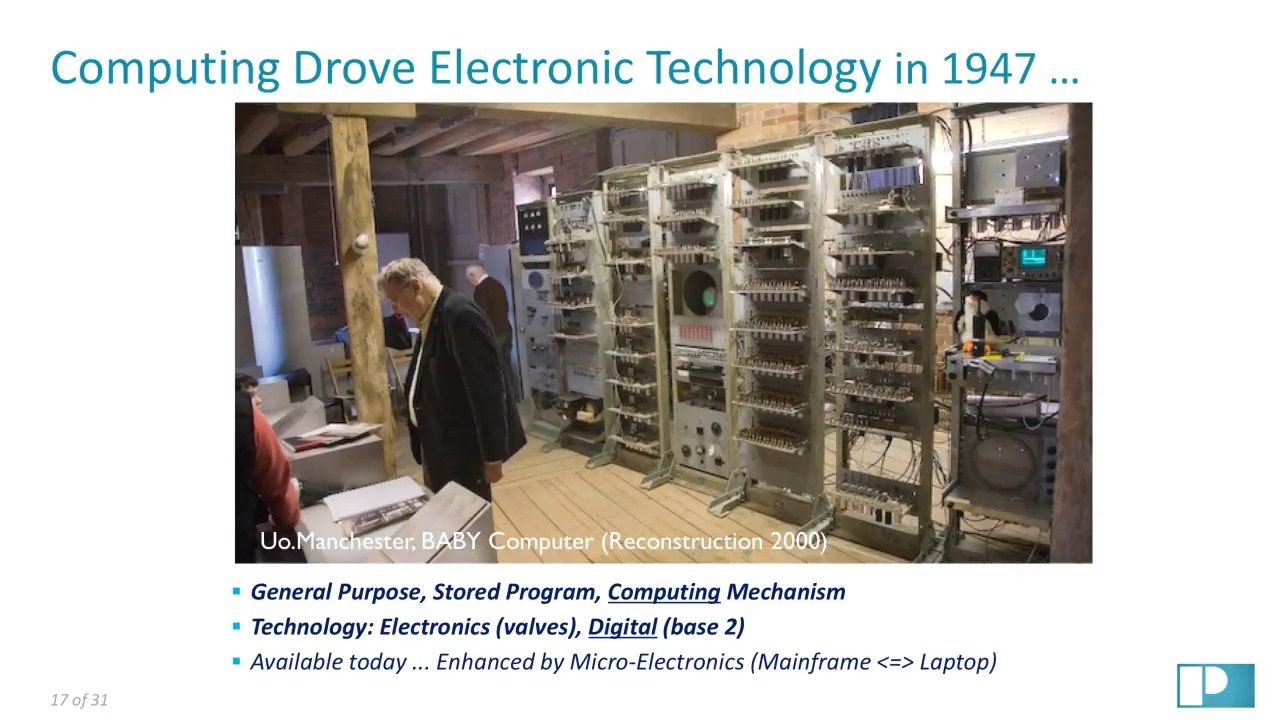 Computing Drove Electronic Technology in 1947 ...
Uo.Manchester, BABY Computer (Reconstruction 2000)
▪ General Purpose, Stored Program, Computing Mechanism
▪ Technology: Electronics (valves), Digital (base 2)
▪ Available today ... Enhanced by Micro-Electronics (Mainframe <=> Laptop)
17 of 31
P